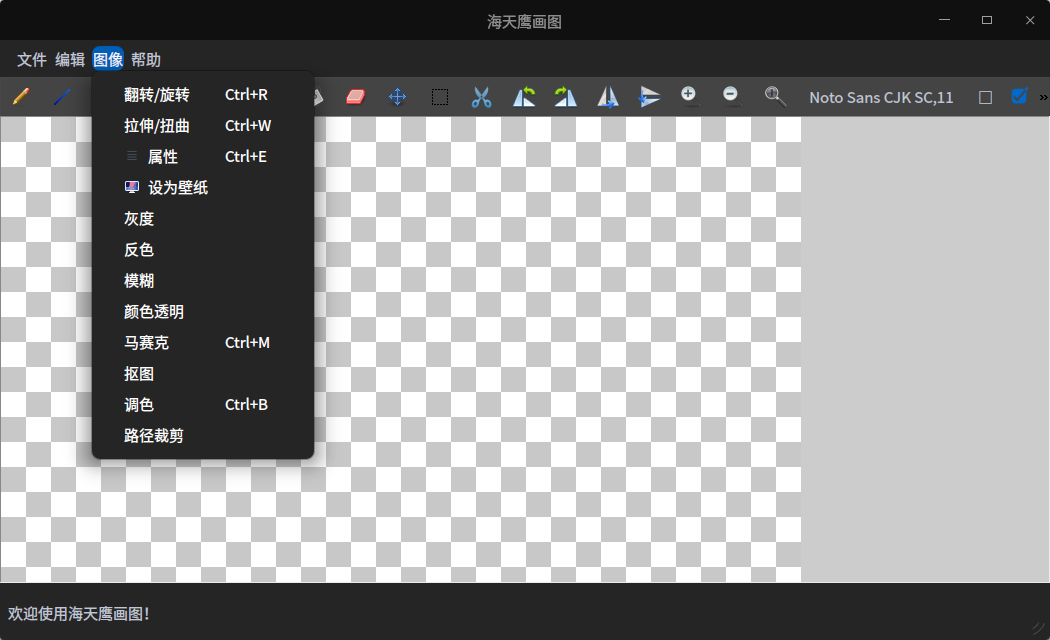 海天鹰画图
文件 编辑 图像 帮助
Noto Sans CJK SC,11 »
翻转/旋转 Ctrl+R
拉伸/扭曲 Ctrl+W
属性 Ctrl+E
设为壁纸
灰度
反色
模糊
颜色透明
马赛克 Ctrl+M
抠图
调色 Ctrl+B
路径裁剪
欢迎使用海天鹰画图！